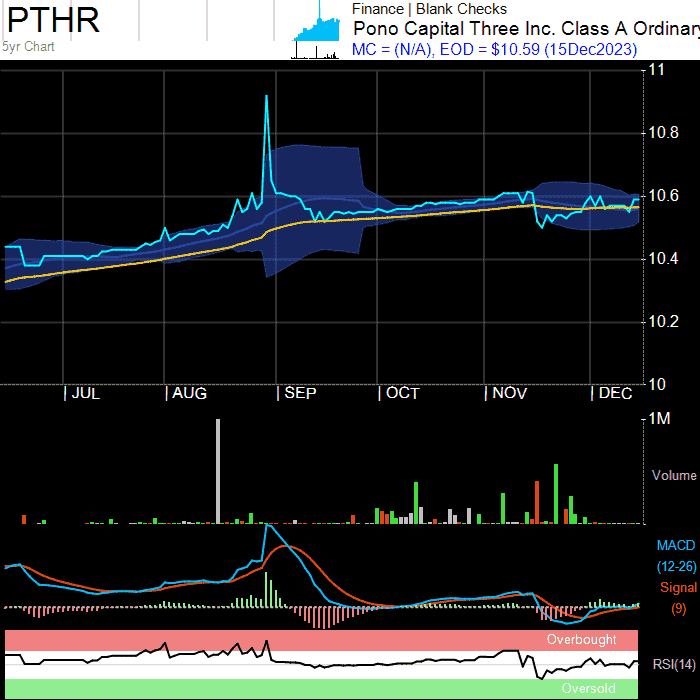 PTHR
5yr Chart
Finance | Blank Checks
Pono Capital Three Inc. Class A Ordinary
MC = (N/A), EOD = $10.59 (15Dec2023)
11
10.8
10.6
10.4
10.2
10
| JUL | AUG | SEP | OCT | NOV | DEC
1M
Volume
MACD
(12-26)
Signal
(9)
Overbought
RSI(14)
Oversold